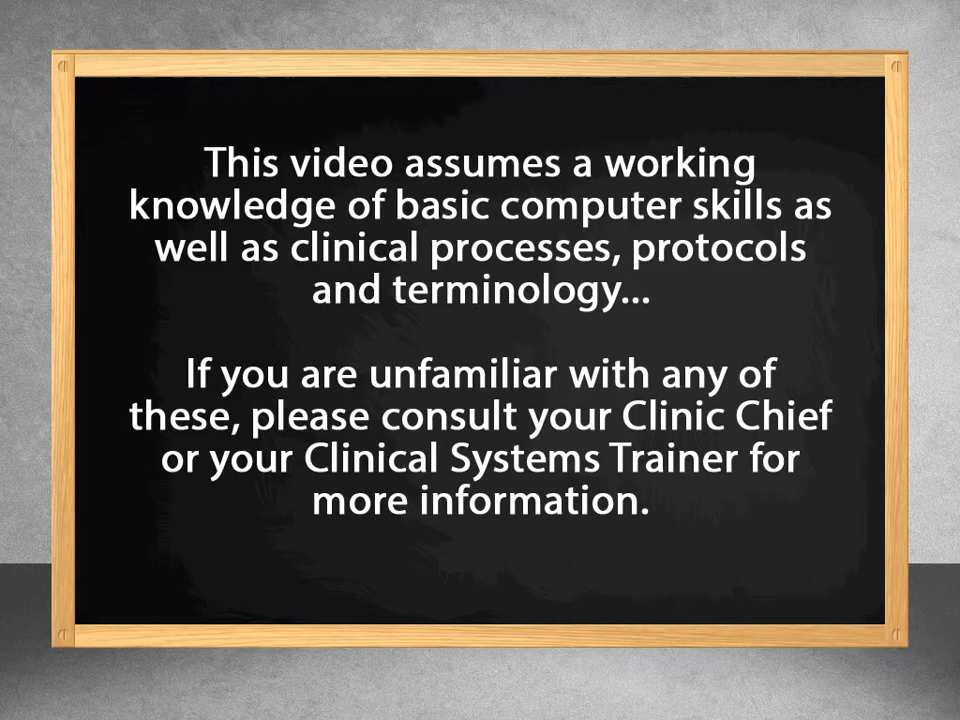 This video assumes a working
knowledge of basic computer skills as
well as clinical processes, protocols
and terminology...
If you are unfamiliar with any of
these, please consult your Clinic Chief
or your Clinical Systems Trainer for
more information.